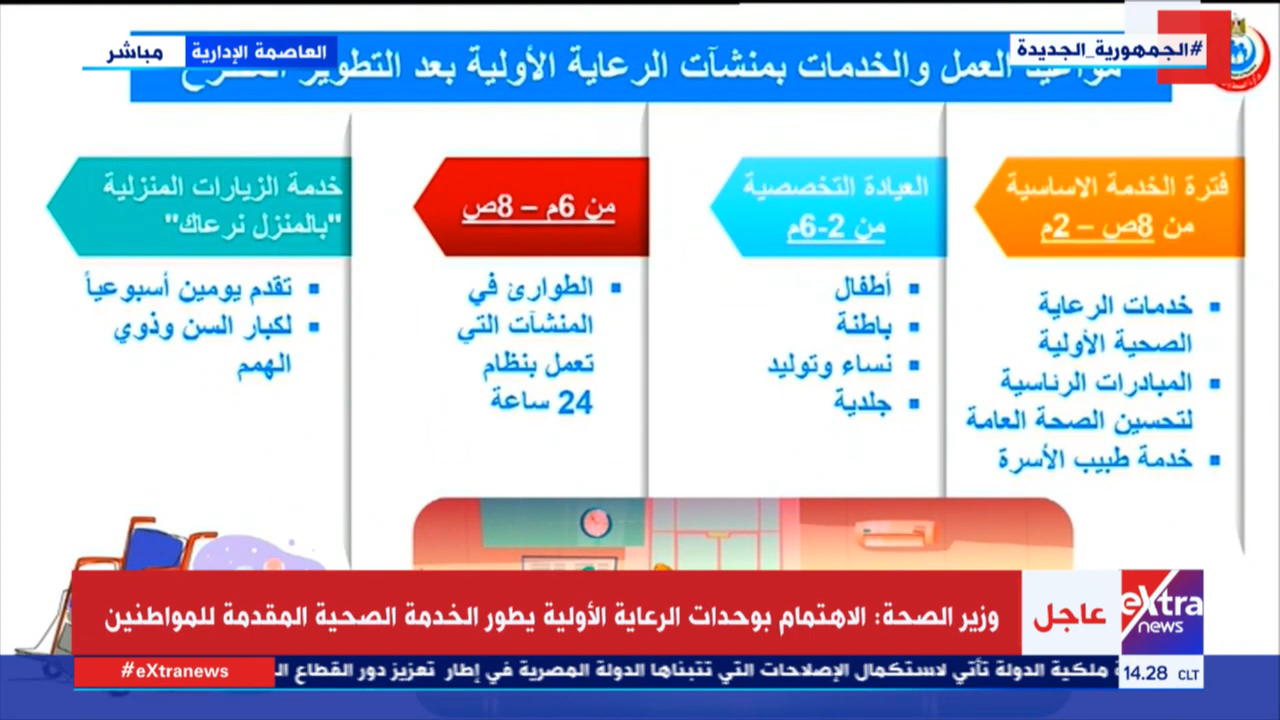 #الجمهورية_الجديدة
العاصمة الإدارية
مباشر
العمل والخدمات بمنشآت الرعاية الأولية بعد التطوير
فترة الخدمة الاساسية
من 8ص – 2م
خدمات الرعاية
الصحية الأولية
المبادرات الرئاسية
لتحسين الصحة العامة
خدمة طبيب الأسرة
العيادة التخصصية
من 2-6م
أطفال
باطنة
نساء وتوليد
جلدية
من 6م – 8ص
الطوارئ في
المنشآت التي
تعمل بنظام
24 ساعة
خدمة الزيارات المنزلية
"بالمنزل نرعاك"
تقدم يومين أسبوعياً
لكبار السن وذوي
الهمم
عاجل
وزير الصحة: الاهتمام بوحدات الرعاية الأولية يطور الخدمة الصحية المقدمة للمواطنين
eXtra
news
#eXtranews
ملكية الدولة تأتي لاستكمال الإصلاحات التي تتبناها الدولة المصرية في إطار تعزيز دور القطاع
14.28 CLT